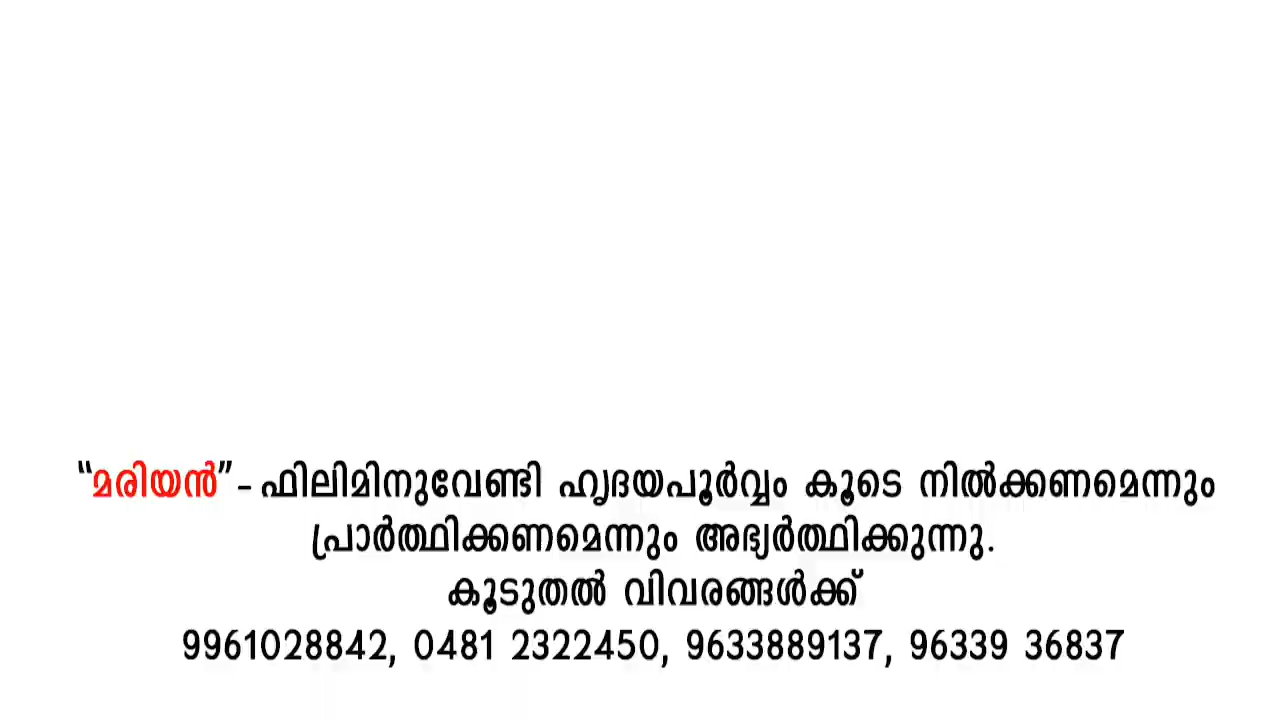 “മരിയൻ” - ഫിലിമിനുവേണ്ടി ഹൃദയപൂർവ്വം കൂടെ നിൽക്കണമെന്നും
പ്രാർത്ഥിക്കണമെന്നും അഭ്യർത്ഥിക്കുന്നു.
കൂടുതൽ വിവരങ്ങൾക്ക്
9961028842, 0481 2322450, 9633889137, 96339 36837